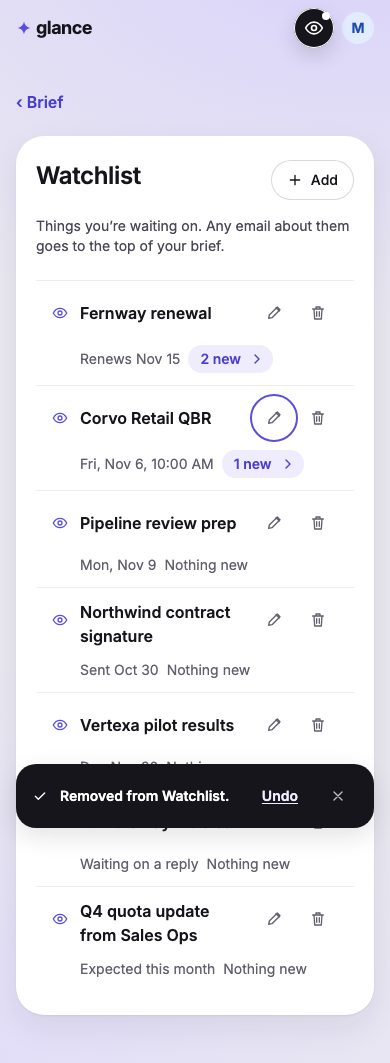 glance
M
‹ Brief
Watchlist
+ Add
Things you’re waiting on. Any email about them
goes to the top of your brief.
Fernway renewal
Renews Nov 15 2 new
Corvo Retail QBR
Fri, Nov 6, 10:00 AM 1 new
Pipeline review prep
Mon, Nov 9 Nothing new
Northwind contract
signature
Sent Oct 30 Nothing new
Vertexa pilot results
Removed from Watchlist. Undo
Waiting on a reply Nothing new
Q4 quota update
from Sales Ops
Expected this month Nothing new